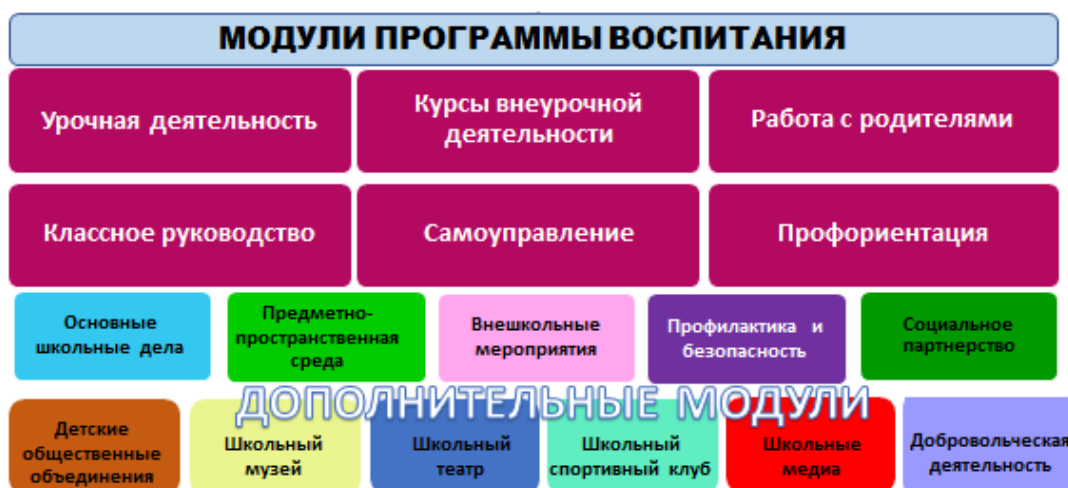 МОДУЛИ ПРОГРАММЫ ВОСПИТАНИЯ
Урочная деятельность
Курсы внеурочной
деятельности
Работа с родителями
Классное руководство
Самоуправление
Профориентация
Основные
школьные дела
Предметно-
пространственная
среда
Внешкольные
мероприятия
Профилактика и
безопасность
Социальное
партнерство
ДОПОЛНИТЕЛЬНЫЕ МОДУЛИ
Детские
общественные
объединения
Школьный
музей
Школьный
театр
Школьный
спортивный клуб
Школьные
медиа
Добровольческая
деятельность